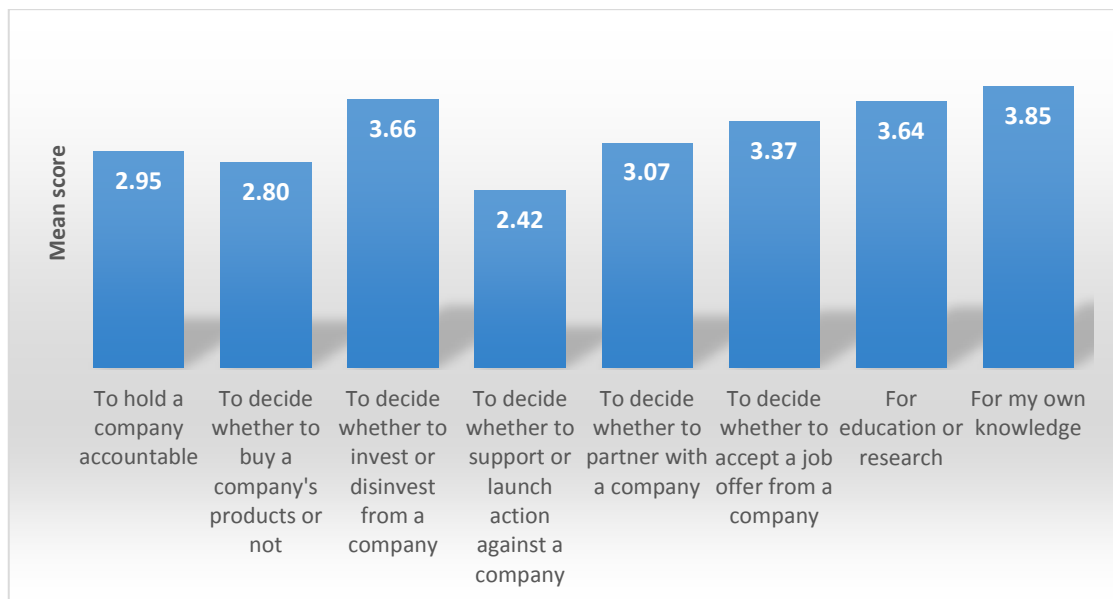 Mean score
2.95
2.80
3.66
2.42
3.07
3.37
3.64
3.85
To hold a
company
accountable
To decide
whether to
buy a
company's
products or
not
To decide
whether to
invest or
disinvest
from a
company
To decide
whether to
support or
launch
action
against a
company
To decide
whether to
partner with
a company
To decide
whether to
accept a job
offer from a
company
For
education or
research
For my own
knowledge